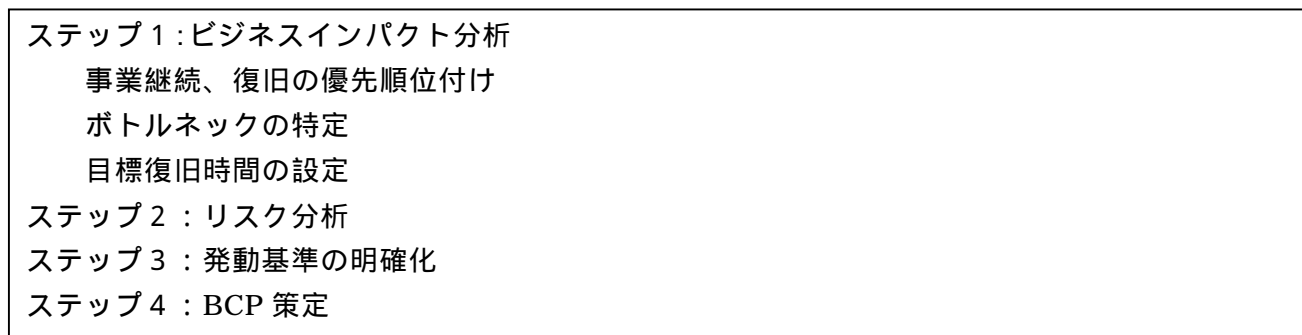 ステップ1:ビジネスインパクト分析
事業継続、復旧の優先順位付け
ボトルネックの特定
目標復旧時間の設定
ステップ2:リスク分析
ステップ3:発動基準の明確化
ステップ4:BCP 策定